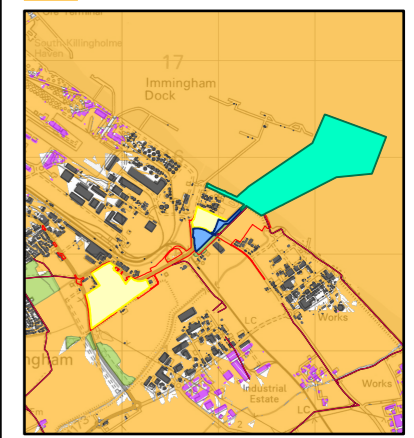 South Killingholme
Haven
17
Immingham
Dock
LC
Works
ngham
Industrial
Estate
Works
LC